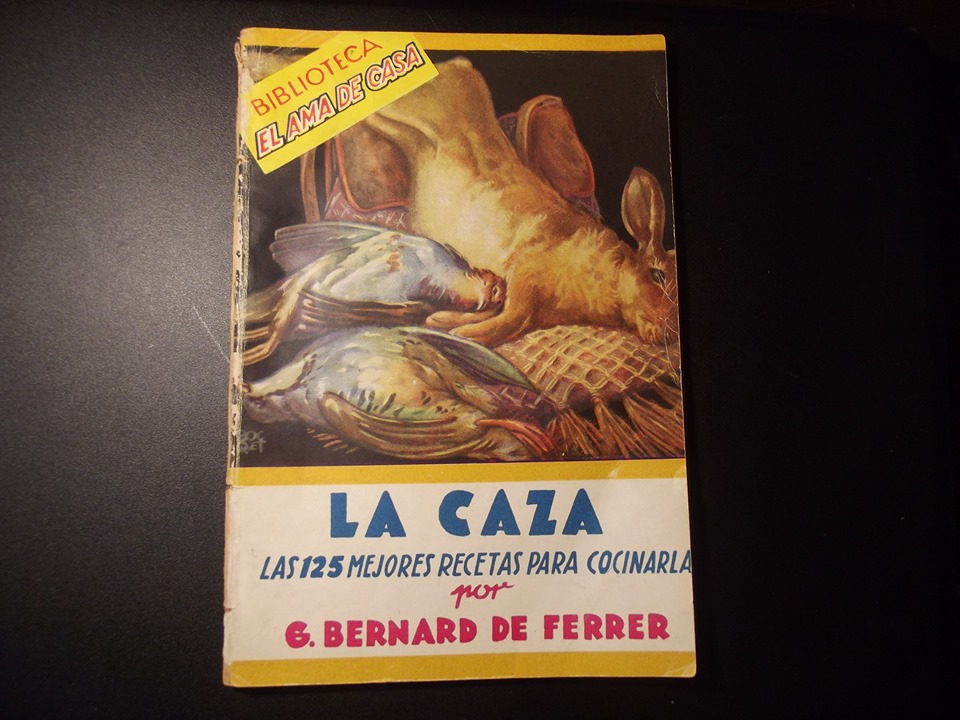 BIBLIOTECA
EL AMA DE CASA
LA CAZA
LAS 125 MEJORES RECETAS PARA COCINARLA
por
G. BERNARD DE FERRER